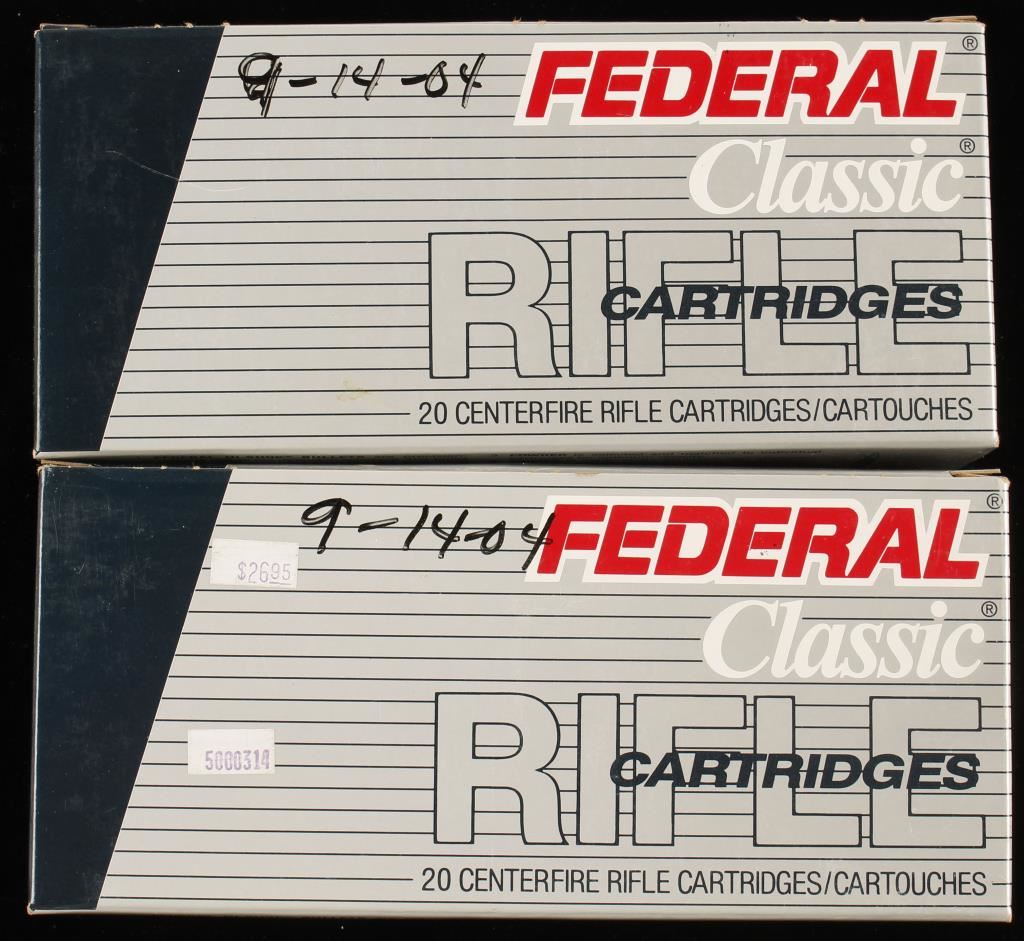 9-14-04
FEDERAL®
Classic®
RIFLE
CARTRIDGES
20 CENTERFIRE RIFLE CARTRIDGES/CARTOUCHES
9-14-04
FEDERAL®
$26.95
Classic®
RIFLE
5000314
CARTRIDGES
20 CENTERFIRE RIFLE CARTRIDGES/CARTOUCHES